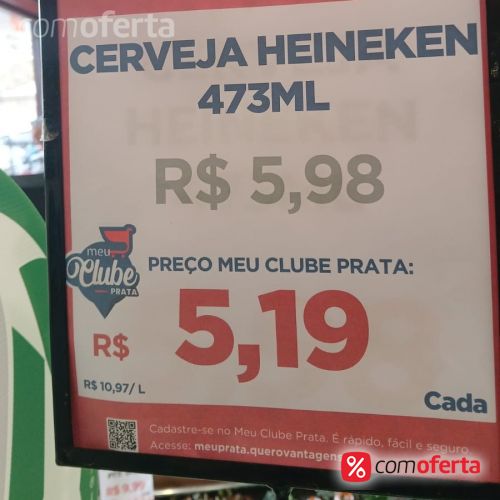 comoferta
CERVEJA HEINEKEN
473ML
R$ 5,98
meu
Clube
PRATA
PREÇO MEU CLUBE PRATA:
R$ 5,19
R$ 10,97/ L
Cada
Cadastre-se no Meu Clube Prata. É rápido, fácil e seguro
Acesse: meuprata.querovantagens
% comoferta